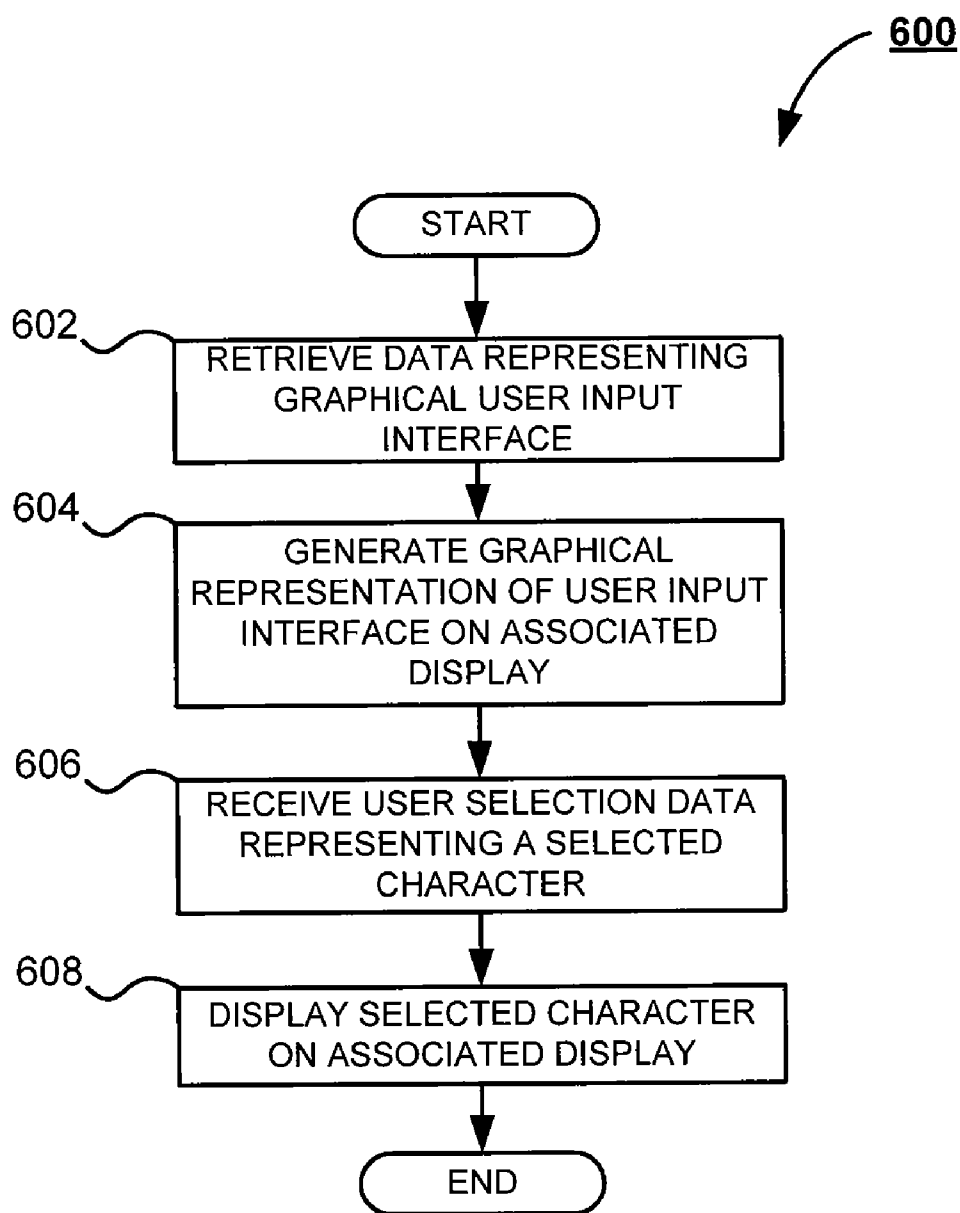 600
START
602
RETRIEVE DATA REPRESENTING
GRAPHICAL USER INPUT
INTERFACE
604
GENERATE GRAPHICAL
REPRESENTATION OF USER INPUT
INTERFACE ON ASSOCIATED
DISPLAY
606
RECEIVE USER SELECTION DATA
REPRESENTING A SELECTED
CHARACTER
608
DISPLAY SELECTED CHARACTER
ON ASSOCIATED DISPLAY
END